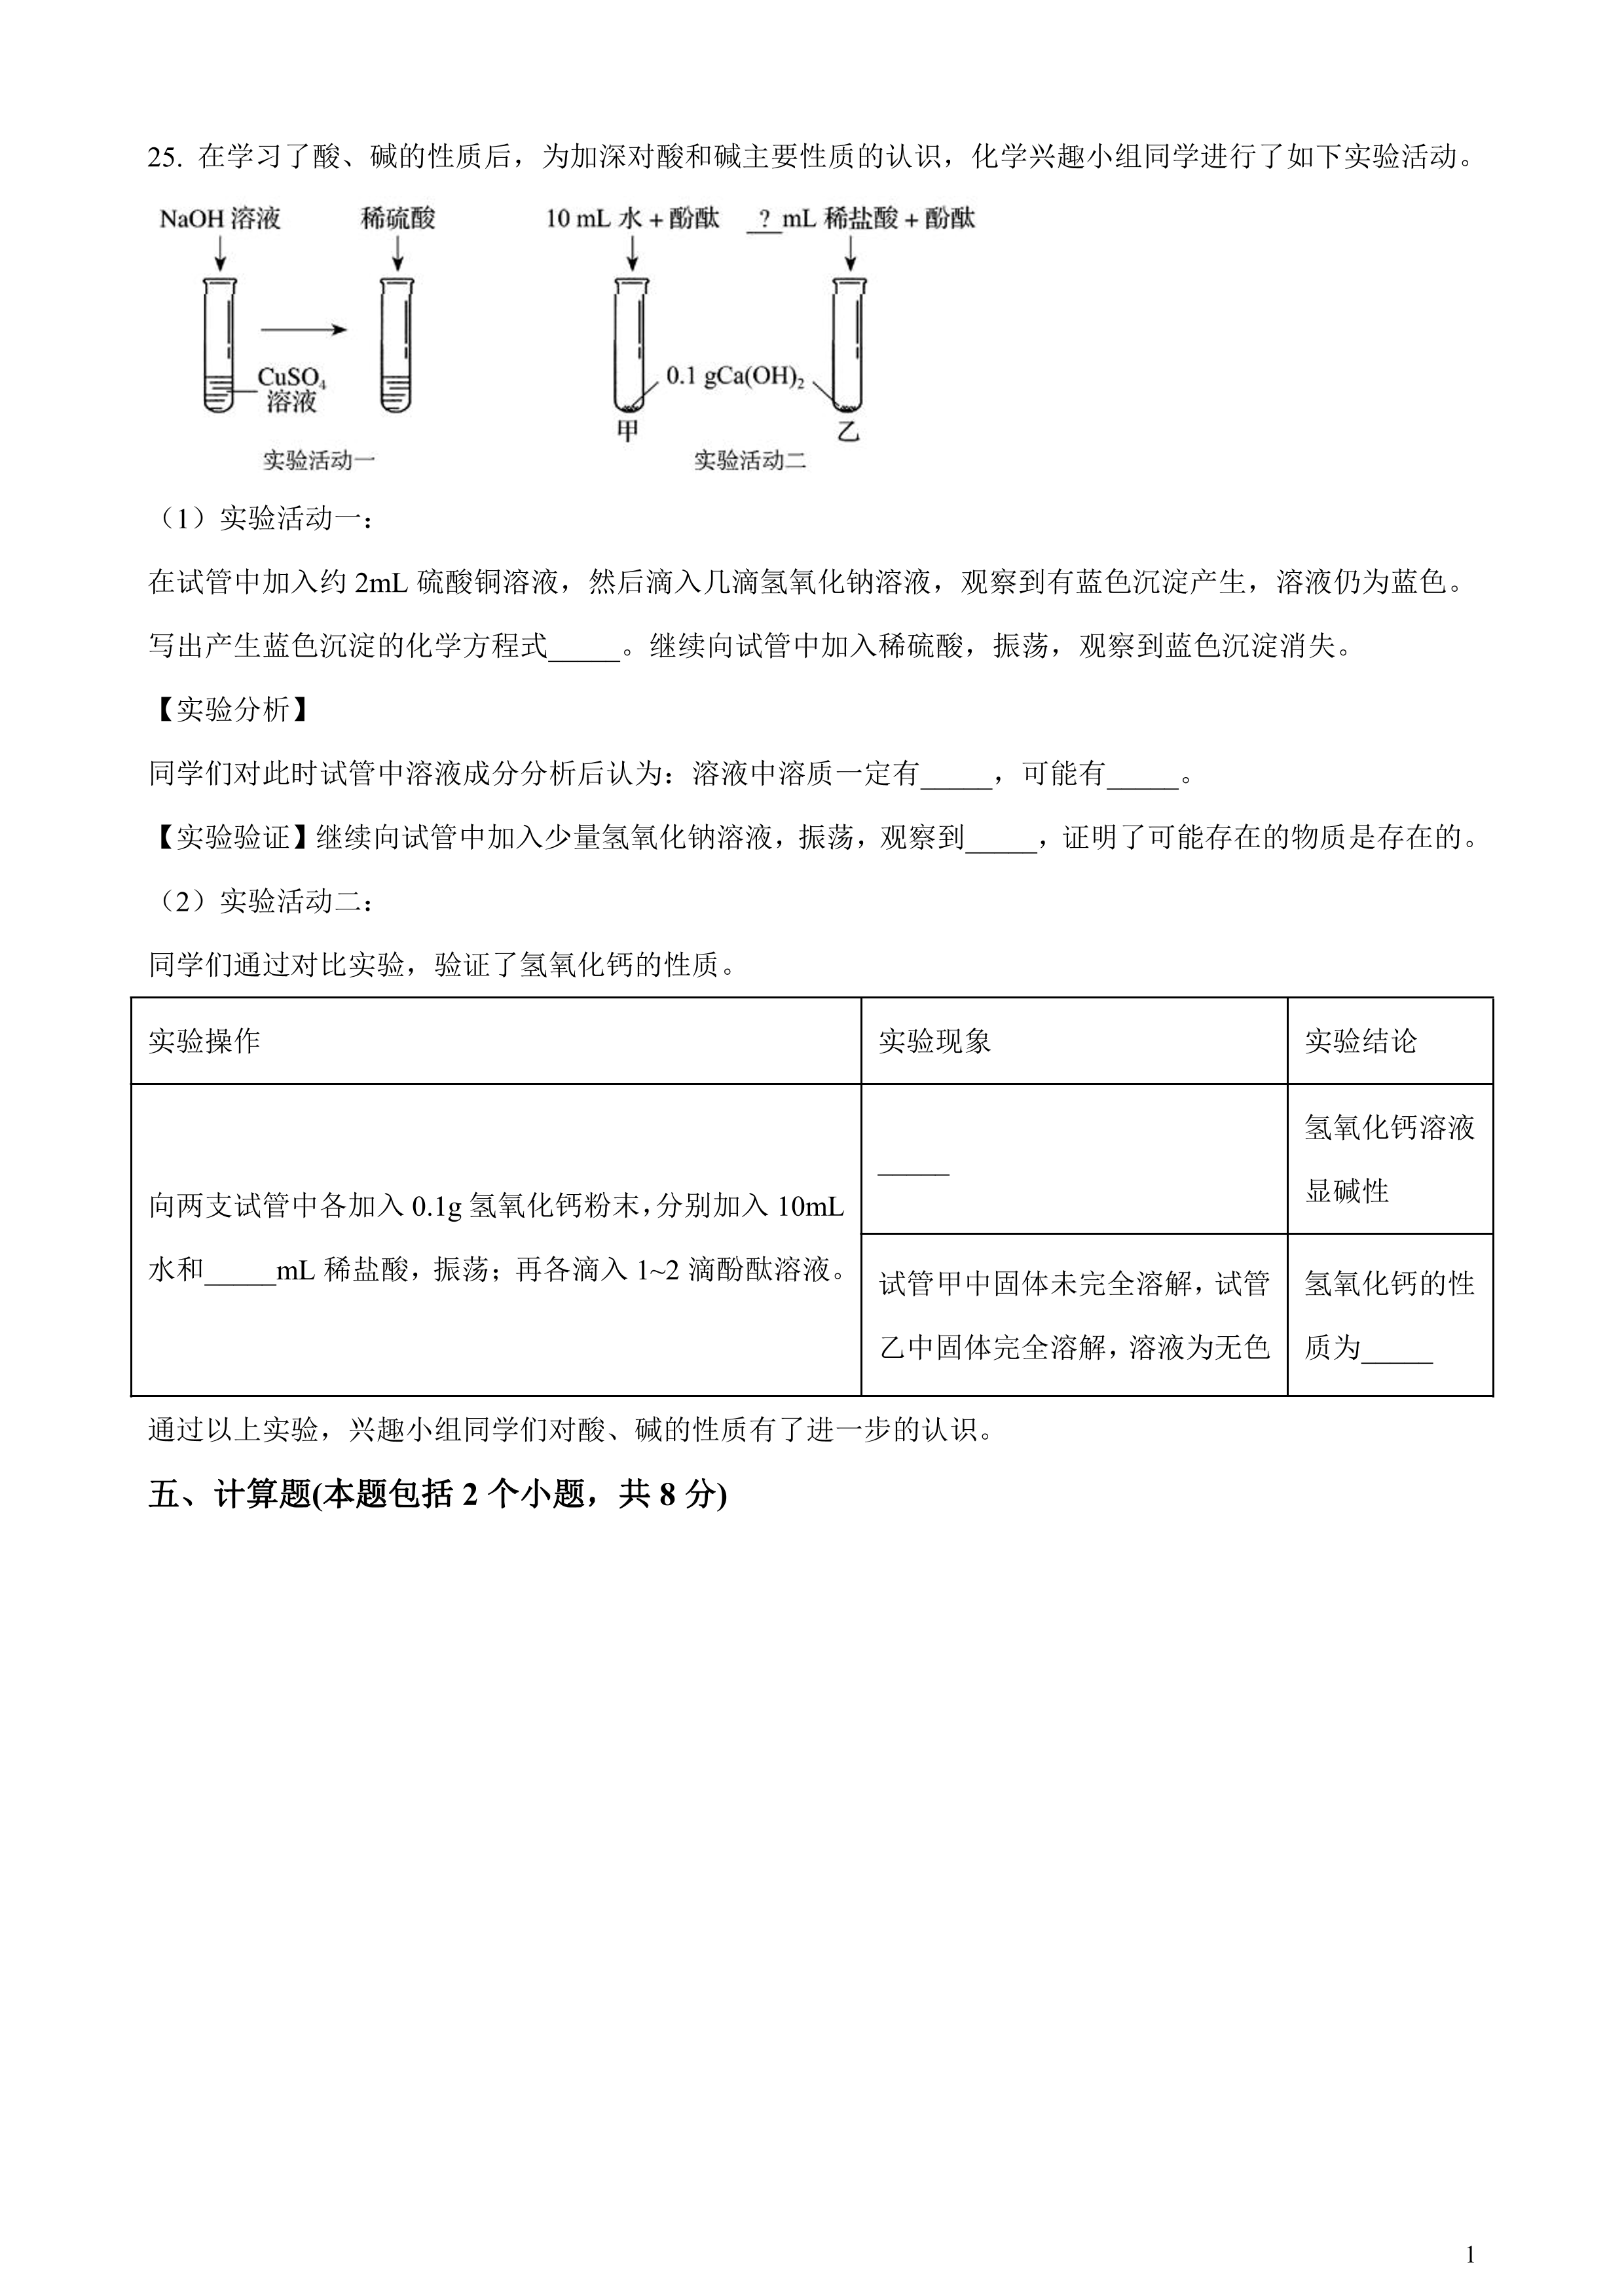 25. 在学习了酸、碱的性质后，为加深对酸和碱主要性质的认识，化学兴趣小组同学进行了如下实验活动。
NaOH 溶液 稀硫酸 10 mL 水 + 酚酞 ? mL 稀盐酸 + 酚酞
CuSO₄ 溶液
0.1 gCa(OH)₂
甲 乙
实验活动一 实验活动二
（1）实验活动一：
在试管中加入约 2mL 硫酸铜溶液，然后滴入几滴氢氧化钠溶液，观察到有蓝色沉淀产生，溶液仍为蓝色。
写出产生蓝色沉淀的化学方程式_____。继续向试管中加入稀硫酸，振荡，观察到蓝色沉淀消失。
【实验分析】
同学们对此时试管中溶液成分分析后认为：溶液中溶质一定有_____，可能有_____。
【实验验证】继续向试管中加入少量氢氧化钠溶液，振荡，观察到_____，证明了可能存在的物质是存在的。
（2）实验活动二：
同学们通过对比实验，验证了氢氧化钙的性质。
实验操作 实验现象 实验结论
向两支试管中各加入 0.1g 氢氧化钙粉末，分别加入 10mL
水和_____mL 稀盐酸，振荡；再各滴入 1~2 滴酚酞溶液。
_____
氢氧化钙溶液
显碱性
试管甲中固体未完全溶解，试管
乙中固体完全溶解，溶液为无色
氢氧化钙的性
质为_____
通过以上实验，兴趣小组同学们对酸、碱的性质有了进一步的认识。
五、计算题(本题包括 2 个小题，共 8 分)
1